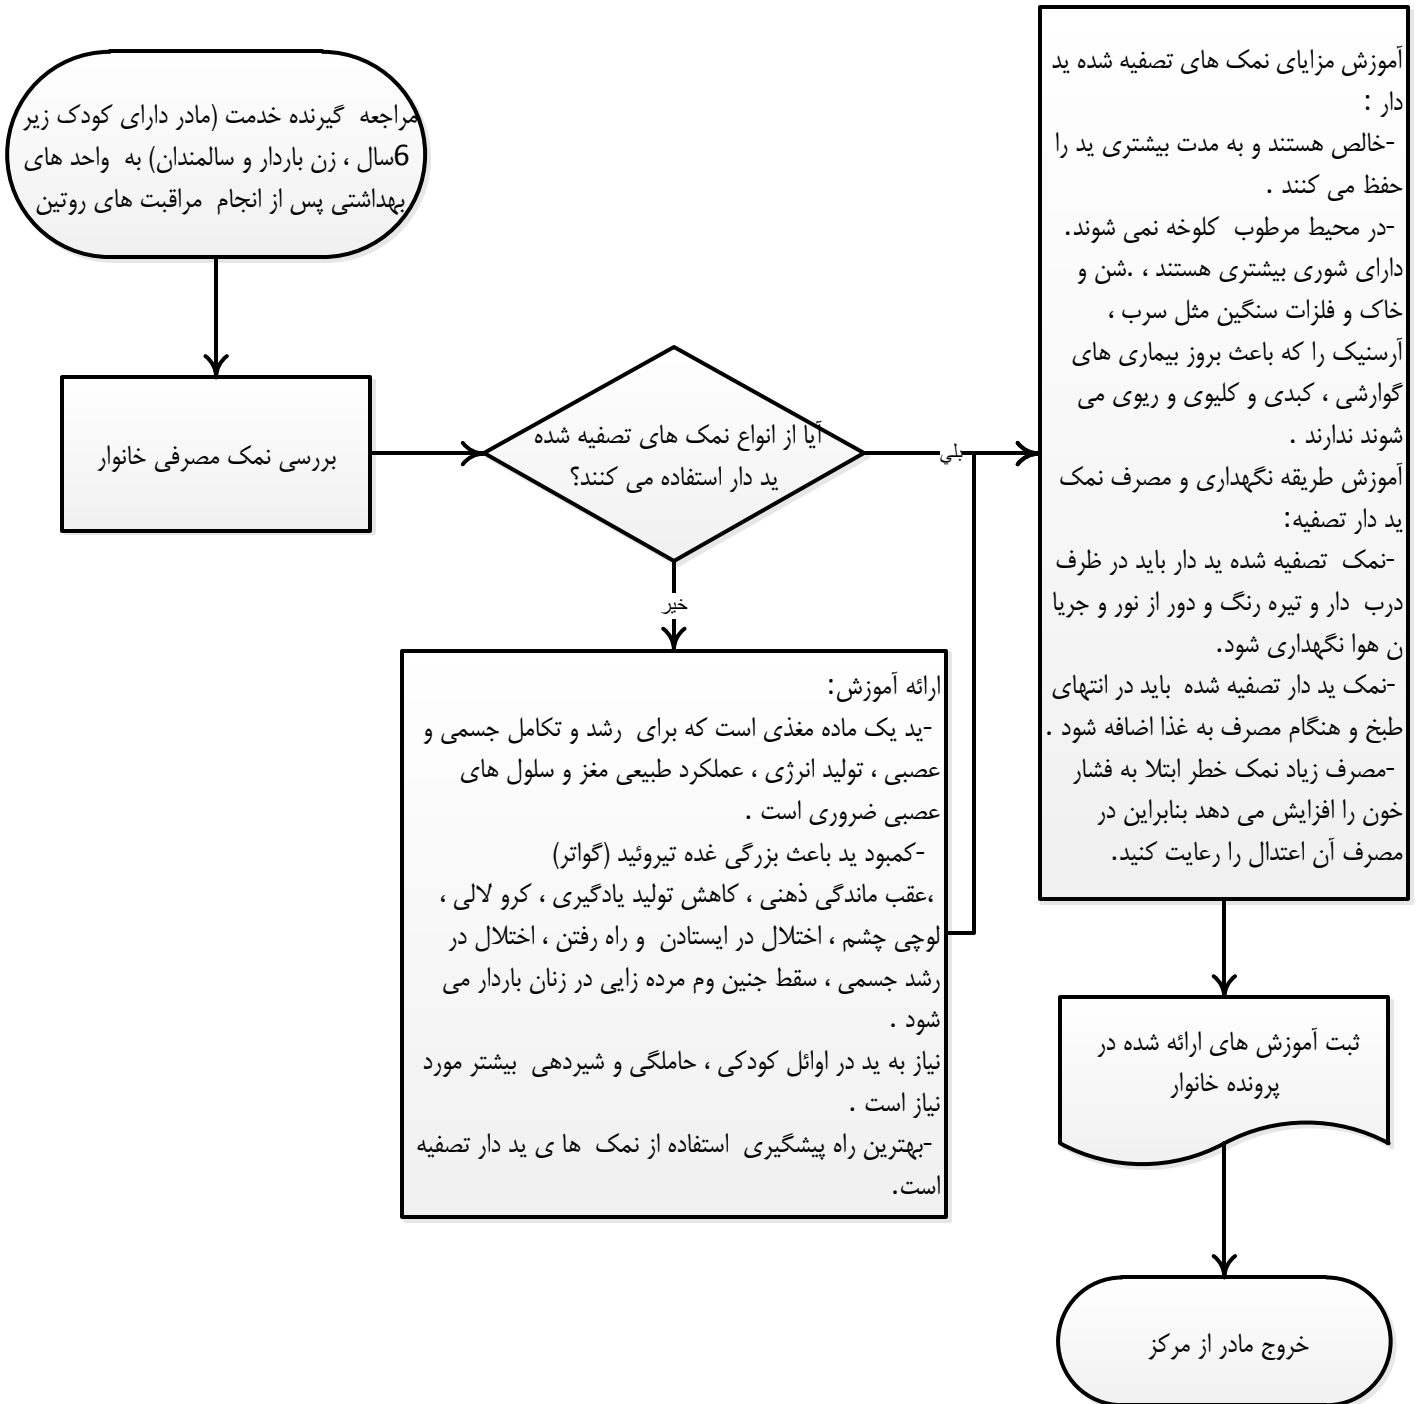 مراجعه گیرنده خدمت (مادر دارای کودک زیر
6سال ، زن باردار و سالمندان) به واحد های
بهداشتی پس از انجام مراقبت های روتین
بررسی نمک مصرفی خانوار
آیا از انواع نمک های تصفیه شده
ید دار استفاده می کنند؟
بلي
خیر
ارائه آموزش:
-ید یک ماده مغذی است که برای رشد و تکامل جسمی و
عصبی ، تولید انرژی ، عملکرد طبیعی مغز و سلول های
عصبی ضروری است .
-کمبود ید باعث بزرگی غده تیروئید (گواتر)
،عقب ماندگی ذهنی ، کاهش تولید یادگیری ، کرو لالی ،
لوچی چشم ، اختلال در ایستادن و راه رفتن ، اختلال در
رشد جسمی ، سقط جنین وم مرده زایی در زنان باردار می
شود .
نیاز به ید در اوائل کودکی ، حاملگی و شیردهی بیشتر مورد
نیاز است .
-بهترین راه پیشگیری استفاده از نمک ها ی ید دار تصفیه
است.
آموزش مزایای نمک های تصفیه شده ید
دار :
-خالص هستند و به مدت بیشتری ید را
حفظ می کنند .
-در محیط مرطوب کلوخه نمی شوند.
دارای شوری بیشتری هستند ، .شن و
خاک و فلزات سنگین مثل سرب ،
آرسنیک را که باعث بروز بیماری های
گوارشی ، کبدی و کلیوی و ریوی می
شوند ندارند .
آموزش طریقه نگهداری و مصرف نمک
ید دار تصفیه:
-نمک تصفیه شده ید دار باید در ظرف
درب دار و تیره رنگ و دور از نور و جریا
ن هوا نگهداری شود.
-نمک ید دار تصفیه شده باید در انتهای
طبخ و هنگام مصرف به غذا اضافه شود .
-مصرف زیاد نمک خطر ابتلا به فشار
خون را افزایش می دهد بنابراین در
مصرف آن اعتدال را رعایت کنید.
ثبت آموزش های ارائه شده در
پرونده خانوار
خروج مادر از مرکز